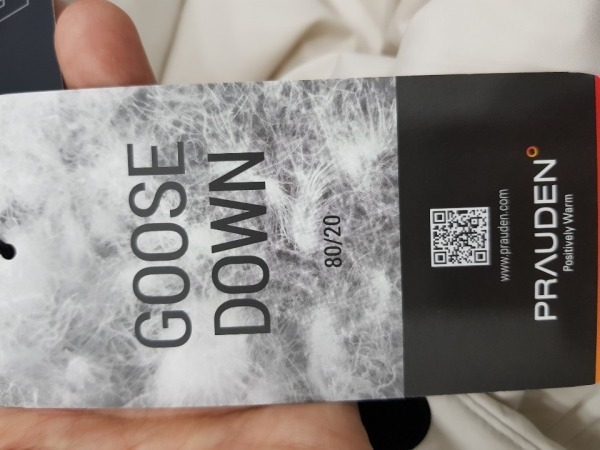 GOOSE
DOWN
80/20
www.prauden.com
PRAUDEN
Positively Warm